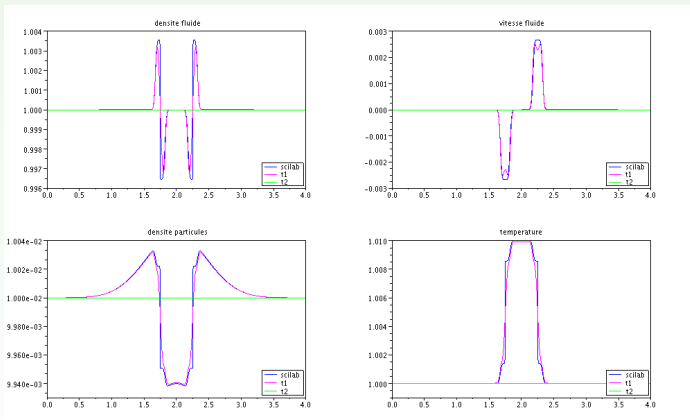 densite fluide
1.004
1.003
1.002
1.001
1.000
0.999
0.998
0.997
0.996
0.0 0.5 1.0 1.5 2.0 2.5 3.0 3.5 4.0
scilab
t1
t2
vitesse fluide
0.003
0.002
0.001
0.000
-0.001
-0.002
-0.003
0.0 0.5 1.0 1.5 2.0 2.5 3.0 3.5 4.0
scilab
t1
t2
densite particules
1.004e-02
1.002e-02
1.000e-02
9.980e-03
9.960e-03
9.940e-03
0.0 0.5 1.0 1.5 2.0 2.5 3.0 3.5 4.0
scilab
t1
t2
temperature
1.010
1.008
1.006
1.004
1.002
1.000
0.0 0.5 1.0 1.5 2.0 2.5 3.0 3.5 4.0
scilab
t1
t2